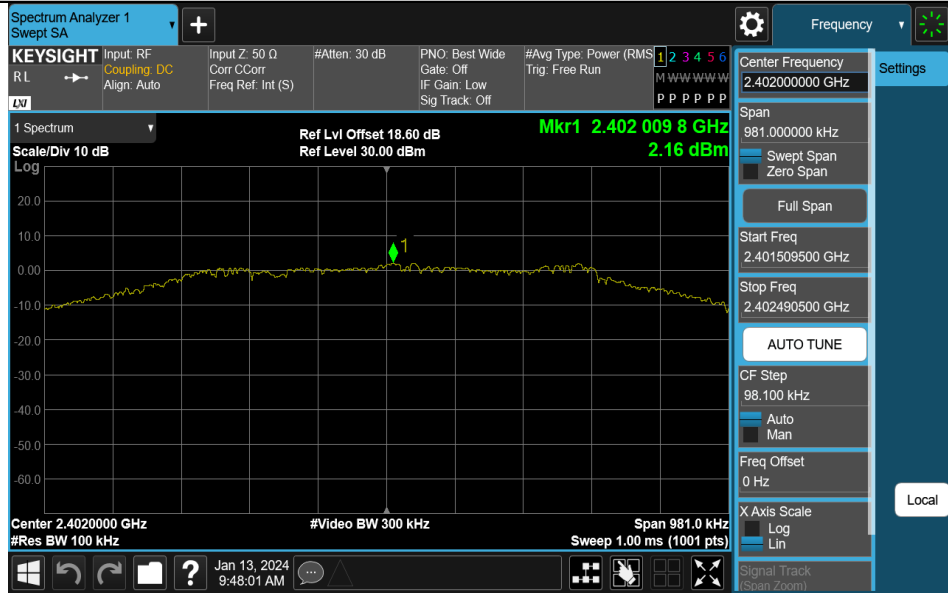 Spectrum Analyzer 1
Swept SA
+
Frequency
KEYSIGHT
RL
LXI
Input: RF
Coupling: DC
Align: Auto
Input Z: 50 Ω
Corr CCorr
Freq Ref: Int (S)
#Atten: 30 dB
PNO: Best Wide
Gate: Off
IF Gain: Low
Sig Track: Off
#Avg Type: Power (RMS
Trig: Free Run
1 2 3 4 5 6
M W W W W W
P P P P P P
Center Frequency
2.402000000 GHz
Settings
1 Spectrum
Scale/Div 10 dB
Log
Ref Lvl Offset 18.60 dB
Ref Level 30.00 dBm
Mkr1 2.402 009 8 GHz
2.16 dBm
Span
981.000000 kHz
Swept Span
Zero Span
Full Span
Start Freq
2.401509500 GHz
Stop Freq
2.402490500 GHz
AUTO TUNE
CF Step
98.100 kHz
Auto
Man
Freq Offset
0 Hz
X Axis Scale
Log
Lin
Signal Track
(Span Zoom)
Local
20.0
10.0
1
0.00
-10.0
-20.0
-30.0
-40.0
-50.0
-60.0
Center 2.4020000 GHz
#Res BW 100 kHz
#Video BW 300 kHz
Span 981.0 kHz
Sweep 1.00 ms (1001 pts)
?
Jan 13, 2024
9:48:01 AM